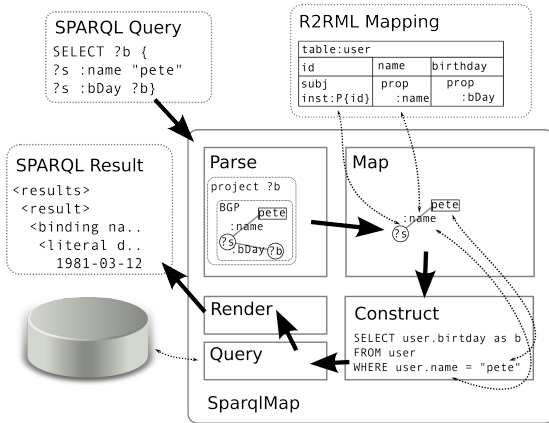 SPARQL Query
SELECT ?b {
?s :name "pete"
?s :bDay ?b}
R2RML Mapping
table:user
id name birthday
subj prop prop
inst:P{id} :name :bDay
SPARQL Result
<results>
<result>
<binding na..
<literal d..
1981-03-12
Parse
project ?b
BGP
pete
:name
?s
:bDay ?b
Map
pete
:name
?s
Render
Query
Construct
SELECT user.birtday as b
FROM user
WHERE user.name = "pete"
SparqlMap